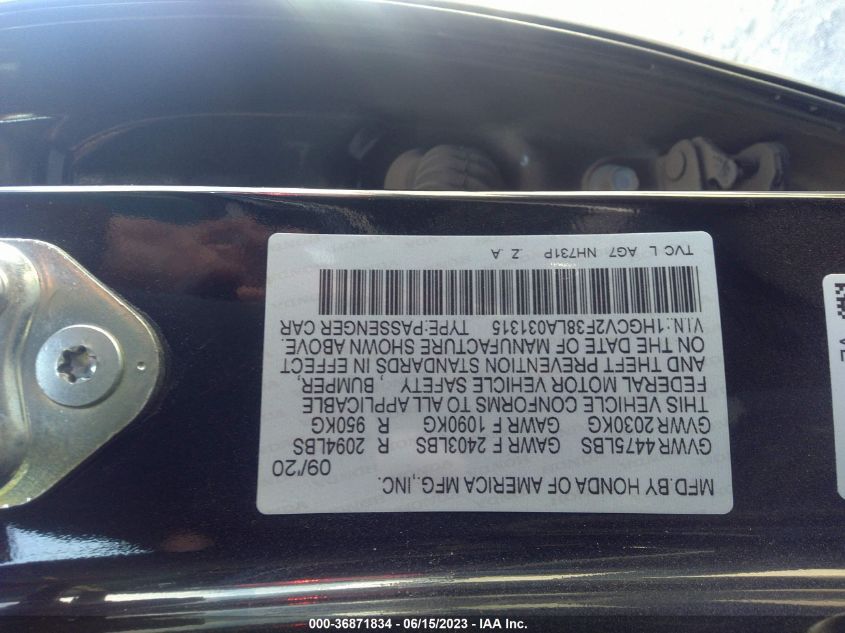 MFD.BY HONDA OF AMERICA MFG.,INC.
09/20
GVWR 4475LBS GAWR F 2403LBS R 2094LBS
GVWR 2030KG GAWR F 1090KG R 950KG
THIS VEHICLE CONFORMS TO ALL APPLICABLE
FEDERAL MOTOR VEHICLE SAFETY , BUMPER,
AND THEFT PREVENTION STANDARDS IN EFFECT
ON THE DATE OF MANUFACTURE SHOWN ABOVE.
VIN:1HGCV2F38LA031315 TYPE:PASSENGER CAR
TVC L AG7 NH731P .Z .A
000-36871834 / 06/15/2023 / © IAA Inc.